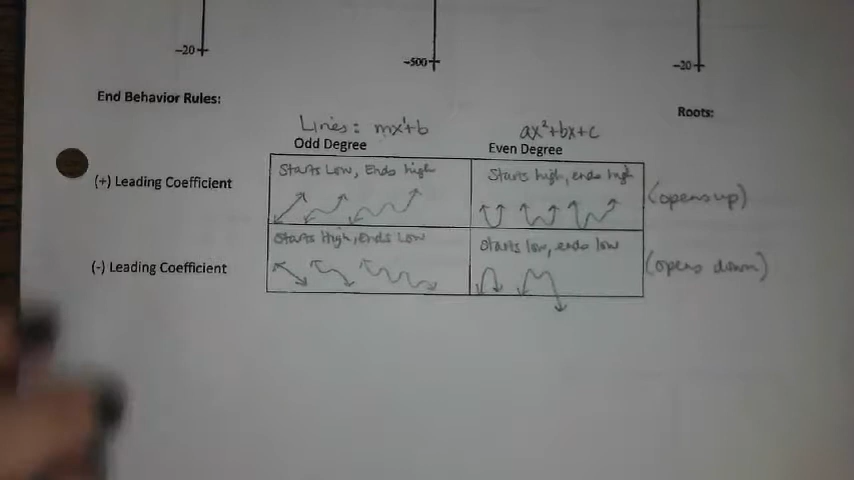 -20
-500
-20
End Behavior Rules:
Roots:
Lines: mx¹+b
ax²+bx+c
Odd Degree
Even Degree
(+) Leading Coefficient
Starts Low, Ends high
Starts high, ends high
(opens up)
(-) Leading Coefficient
Starts High, Ends Low
Starts low, ends low
(opens down)